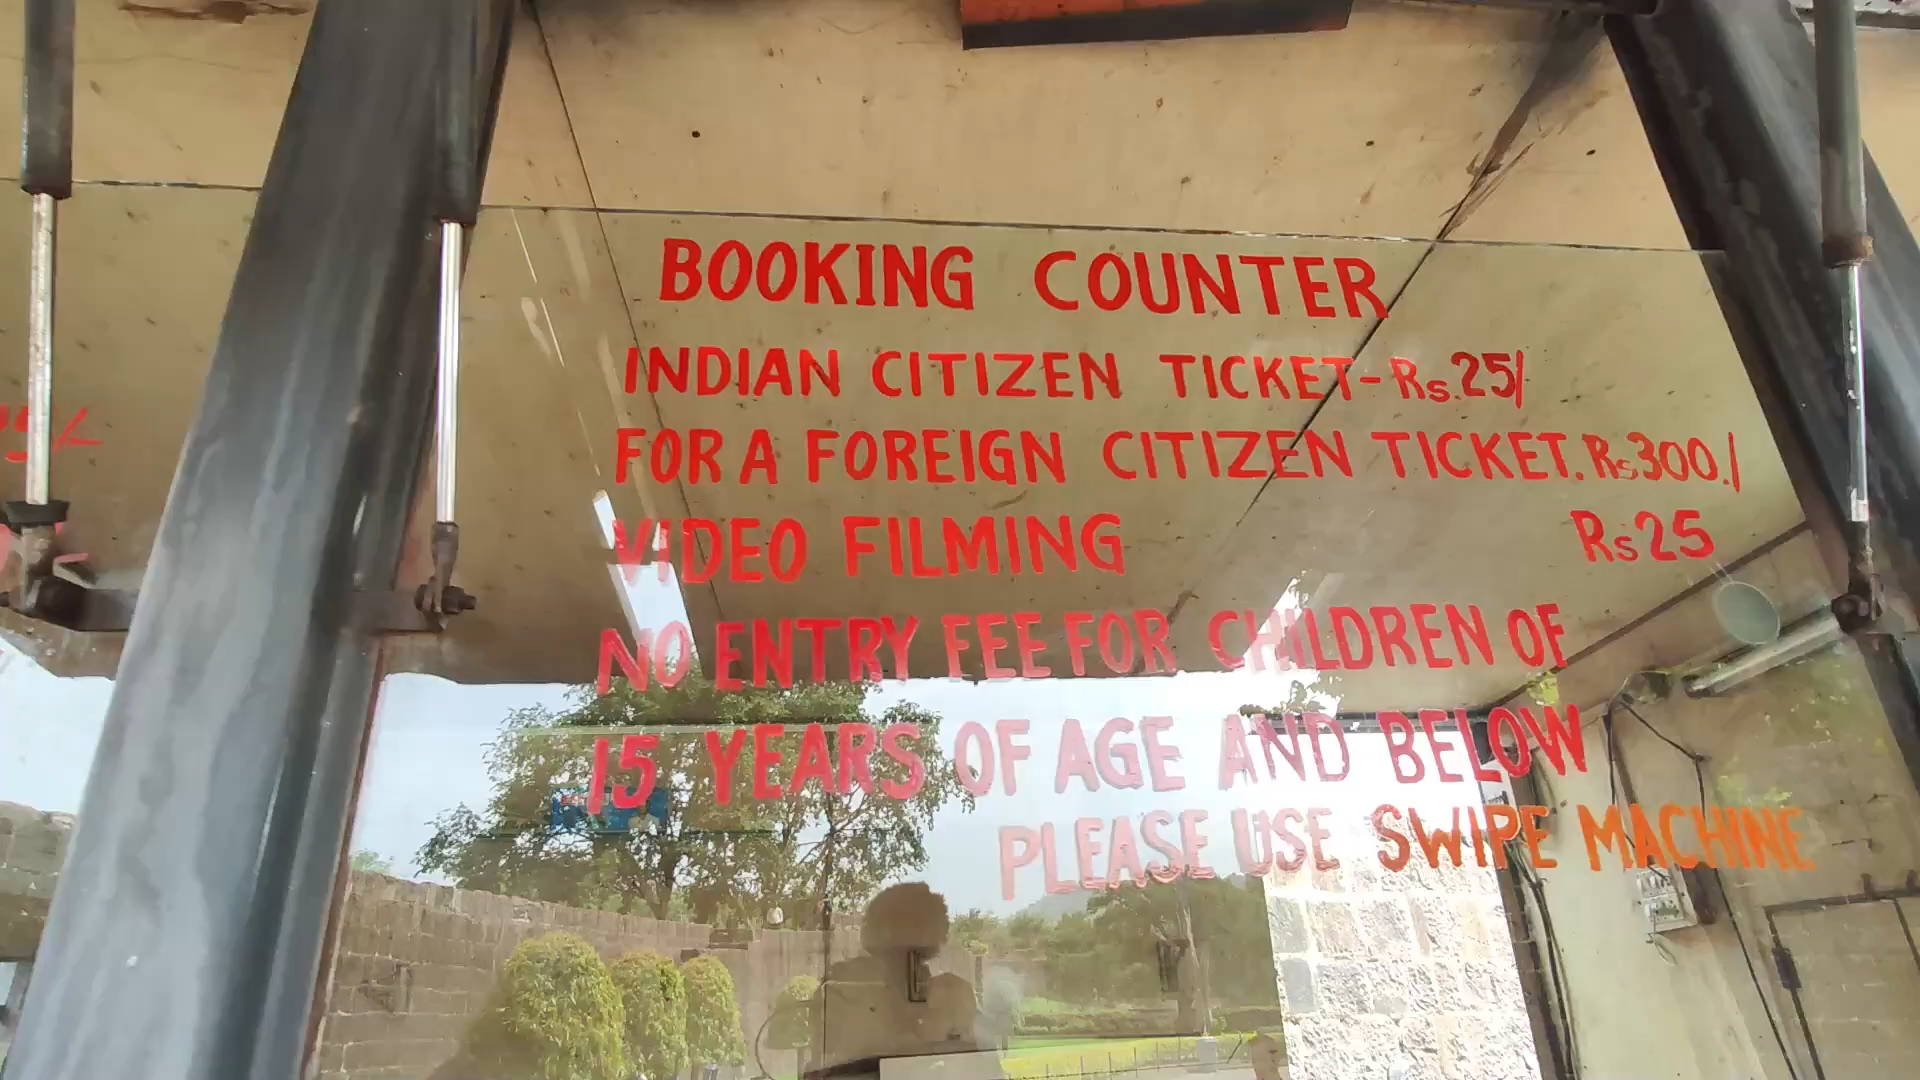 BOOKING COUNTER
INDIAN CITIZEN TICKET-Rs.25/
FOR A FOREIGN CITIZEN TICKET.Rs300./
VIDEO FILMING Rs25
NO ENTRY FEE FOR CHILDREN OF
15 YEARS OF AGE AND BELOW
PLEASE USE SWIPE MACHINE